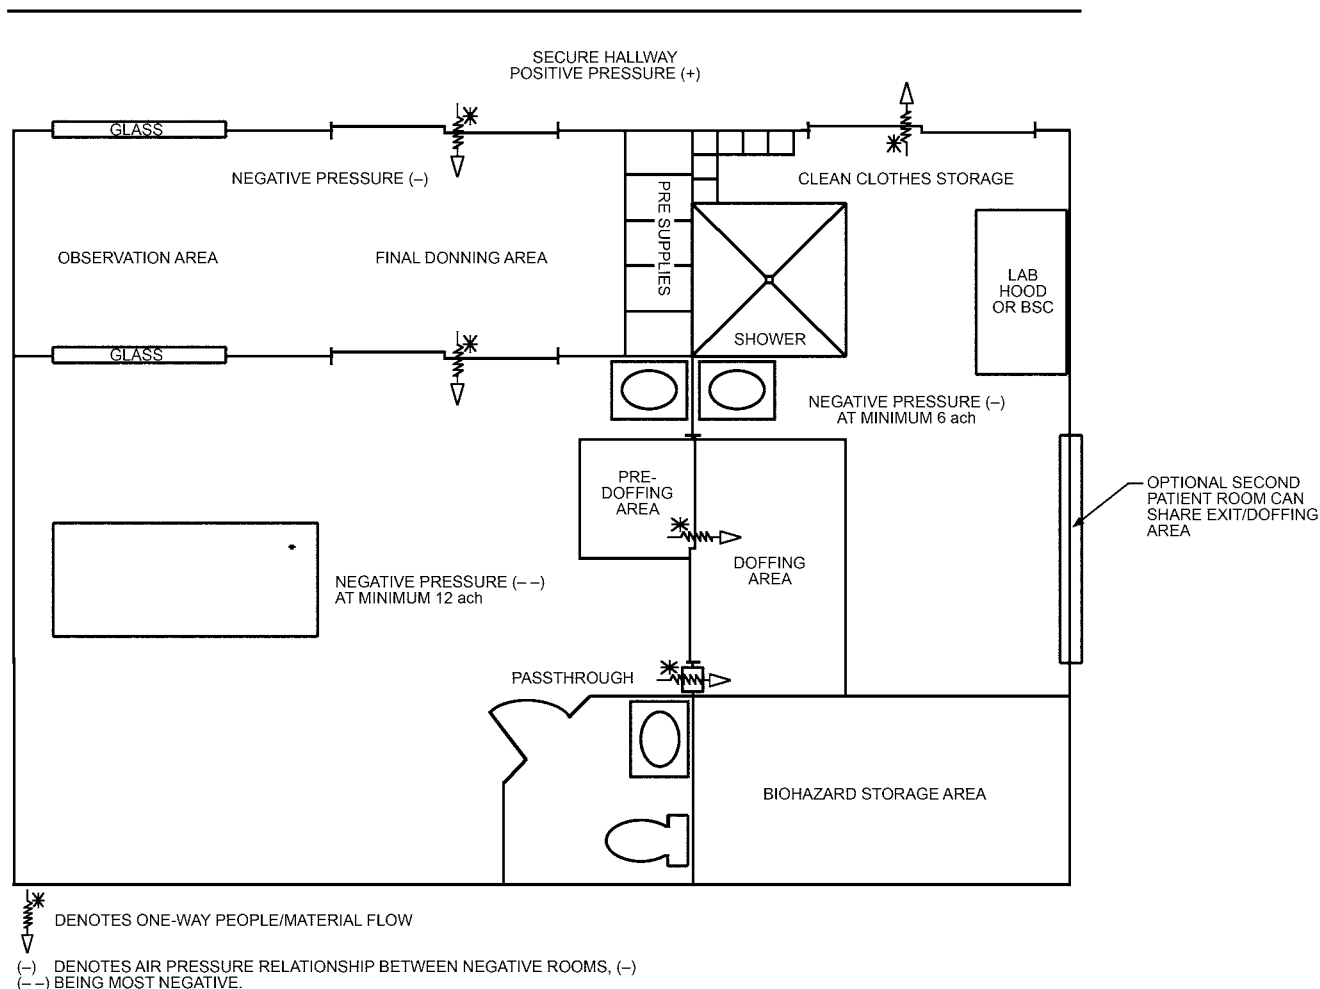 SECURE HALLWAY
POSITIVE PRESSURE (+)
GLASS
NEGATIVE PRESSURE (–)
CLEAN CLOTHES STORAGE
PRE SUPPLIES
OBSERVATION AREA
FINAL DONNING AREA
LAB
HOOD
OR BSC
SHOWER
GLASS
NEGATIVE PRESSURE (–)
AT MINIMUM 6 ach
PRE-
DOFFING
AREA
OPTIONAL SECOND
PATIENT ROOM CAN
SHARE EXIT/DOFFING
AREA
DOFFING
AREA
NEGATIVE PRESSURE (– –)
AT MINIMUM 12 ach
PASSTHROUGH
BIOHAZARD STORAGE AREA
DENOTES ONE-WAY PEOPLE/MATERIAL FLOW
(–) DENOTES AIR PRESSURE RELATIONSHIP BETWEEN NEGATIVE ROOMS, (–)
(– –) BEING MOST NEGATIVE.